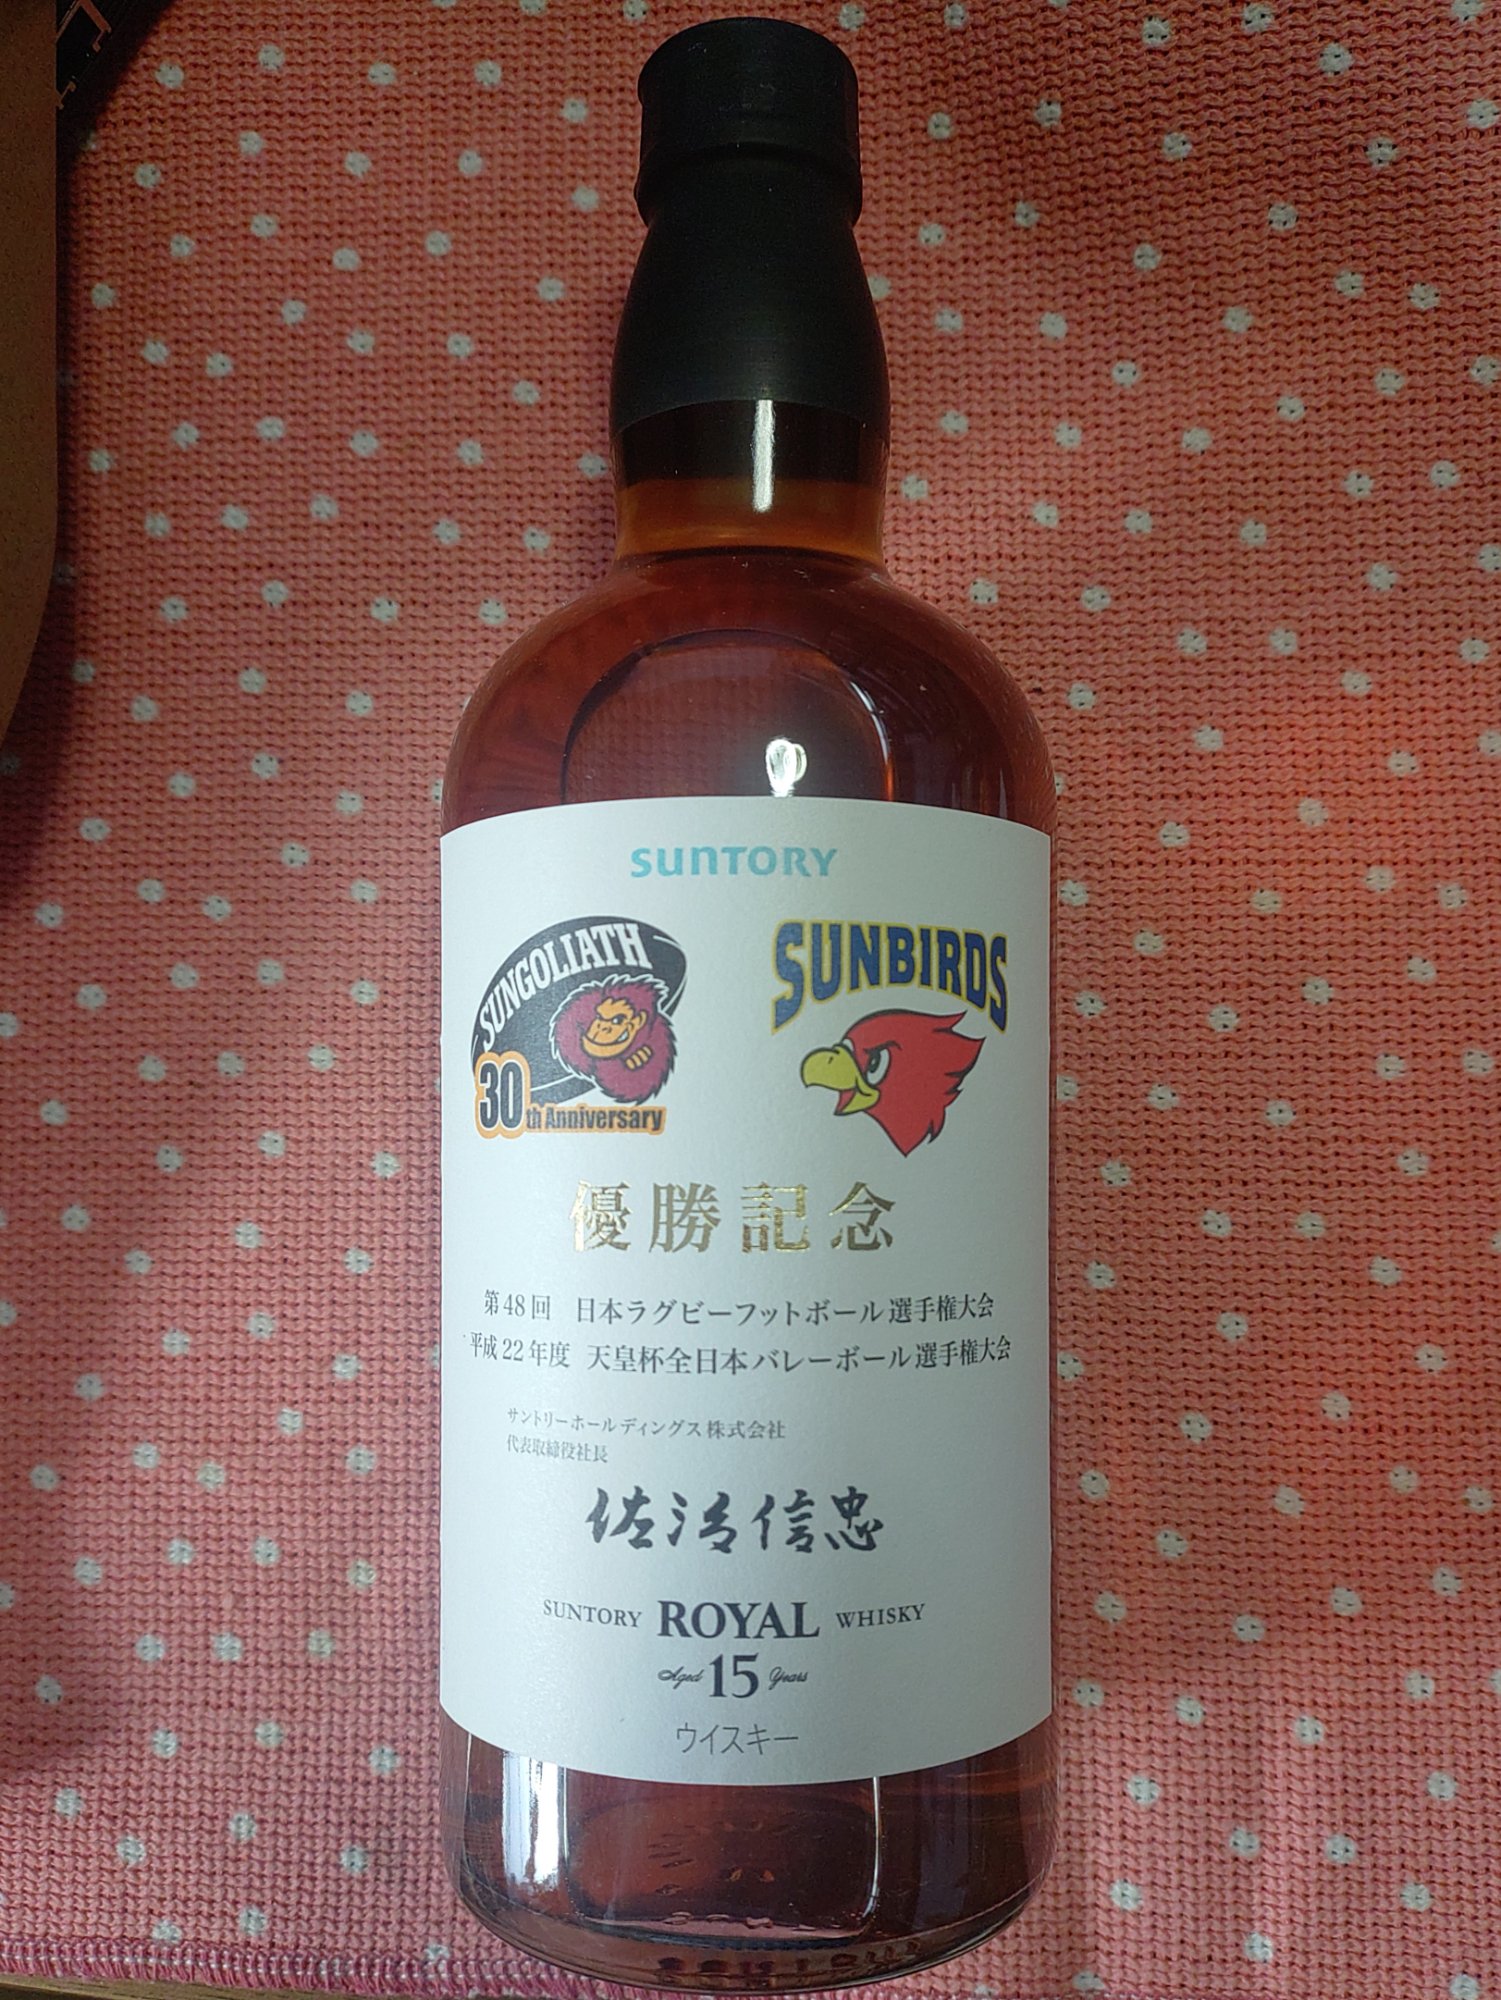 SUNTORY
SUNGOLIATH
30th Anniversary
SUNBIRDS
優勝記念
第48回 日本ラグビーフットボール選手権大会
平成22年度 天皇杯全日本バレーボール選手権大会
サントリーホールディングス株式会社
代表取締役社長
佐治信忠
SUNTORY ROYAL WHISKY
Aged 15 Years
ウイスキー